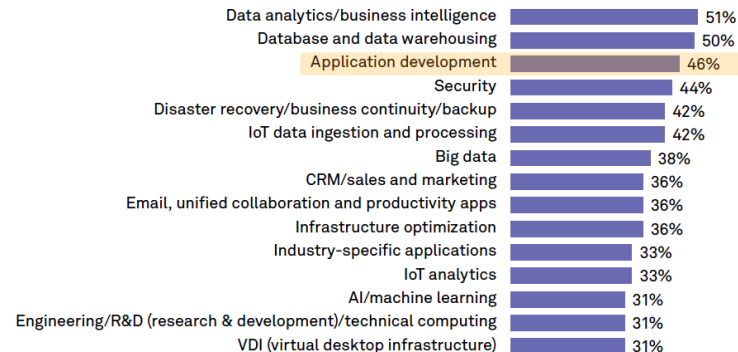 Data analytics/business intelligence 51%
Database and data warehousing 50%
Application development 46%
Security 44%
Disaster recovery/business continuity/backup 42%
IoT data ingestion and processing 42%
Big data 38%
CRM/sales and marketing 36%
Email, unified collaboration and productivity apps 36%
Infrastructure optimization 36%
Industry-specific applications 33%
IoT analytics 33%
AI/machine learning 31%
Engineering/R&D (research & development)/technical computing 31%
VDI (virtual desktop infrastructure) 31%